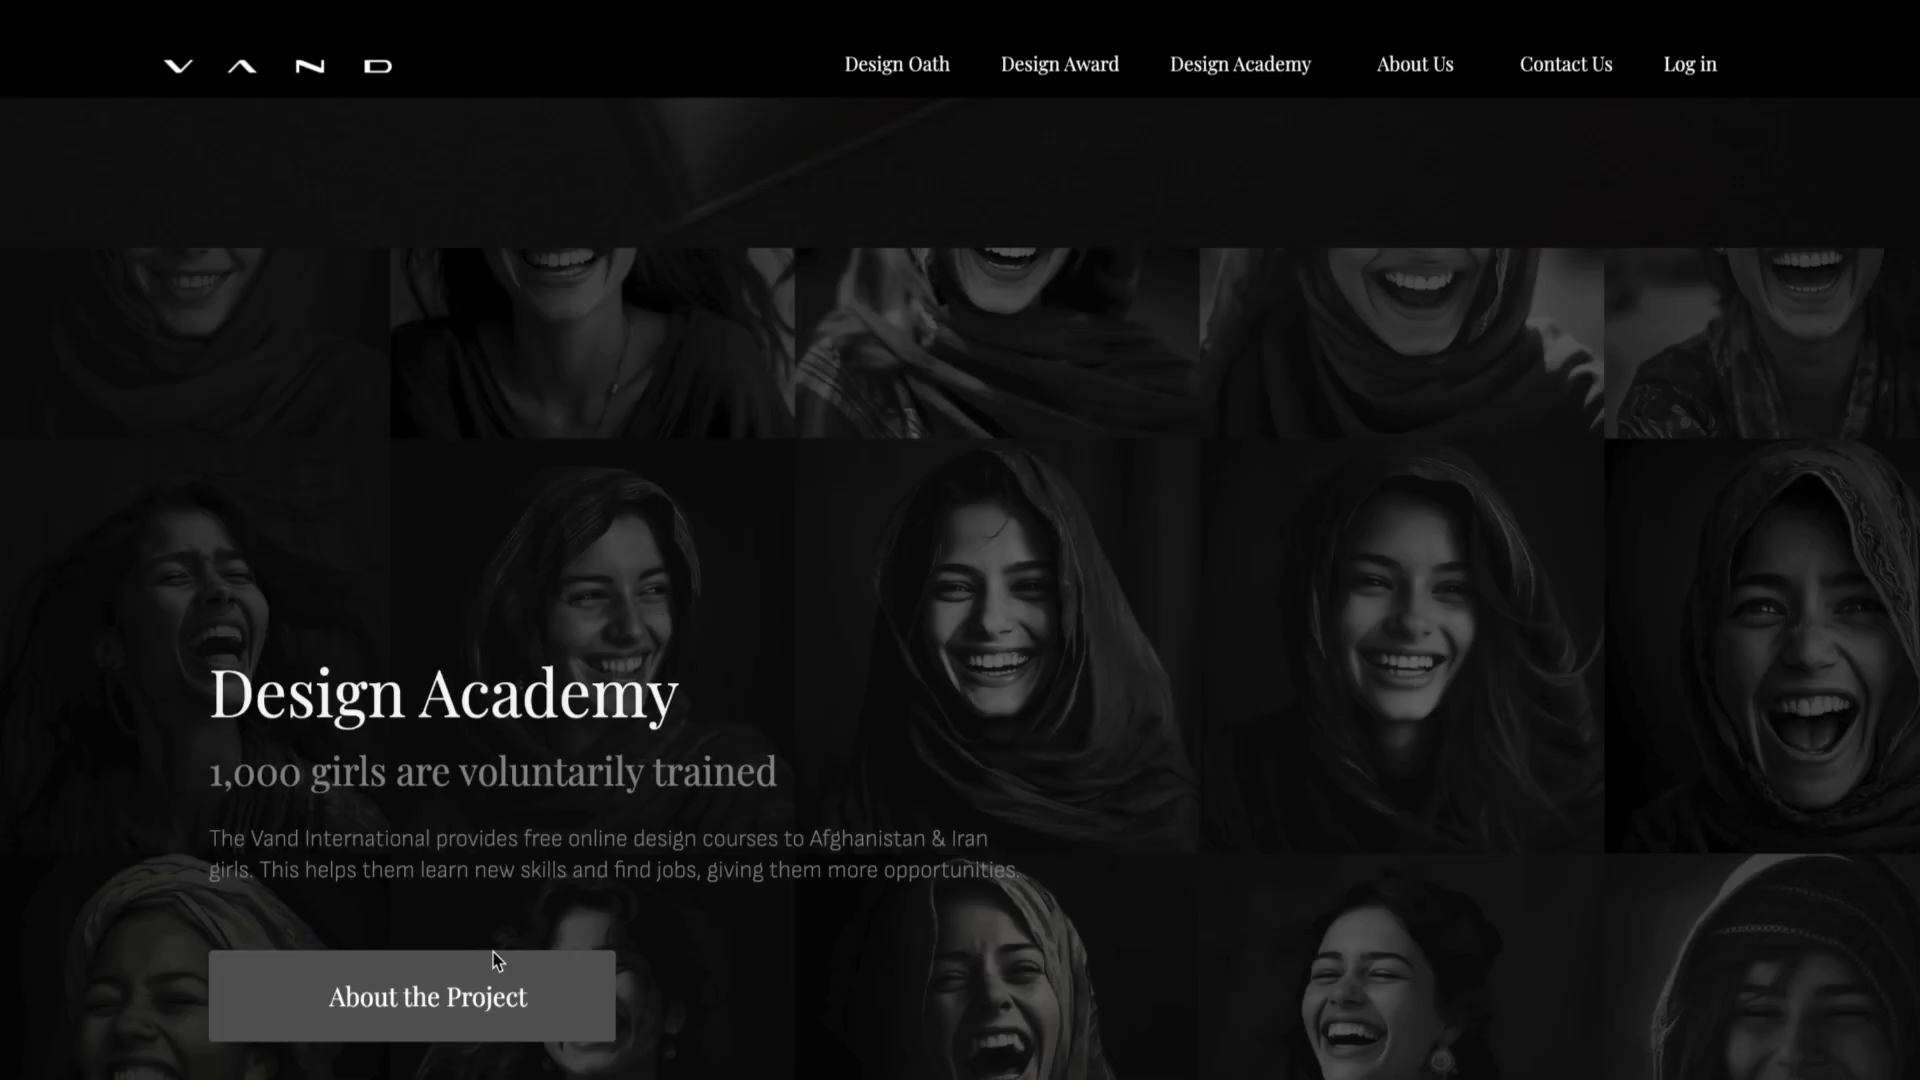 VAND
Design Oath Design Award Design Academy About Us Contact Us Log in
Design Academy
1,000 girls are voluntarily trained
The Vand International provides free online design courses to Afghanistan & Iran
girls. This helps them learn new skills and find jobs, giving them more opportunities.
About the Project